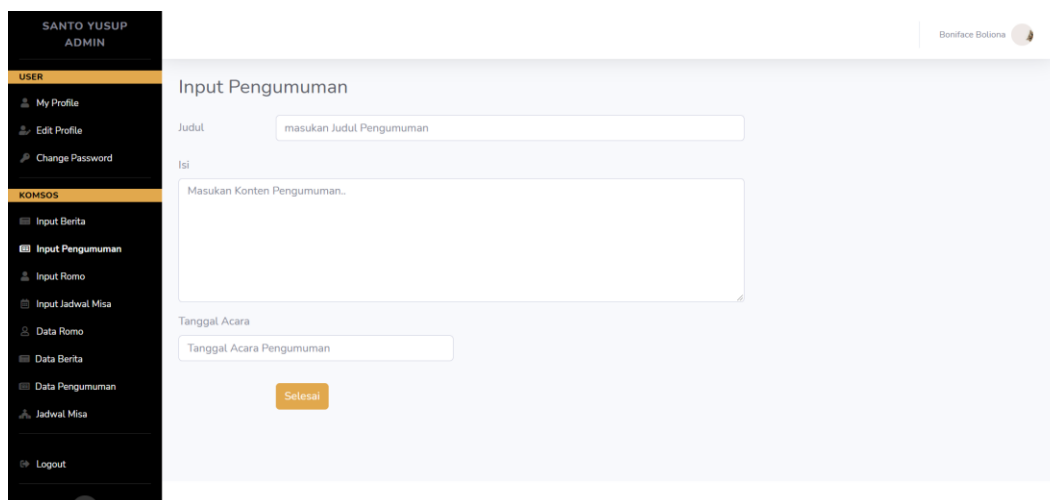 SANTO YUSUP
ADMIN
USER
My Profile
Edit Profile
Change Password
KOMSOS
Input Berita
Input Pengumuman
Input Romo
Input Jadwal Misa
Data Romo
Data Berita
Data Pengumuman
Jadwal Misa
Logout
Boniface Boliona
Input Pengumuman
Judul
masukan Judul Pengumuman
Isi
Masukan Konten Pengumuman..
Tanggal Acara
Tanggal Acara Pengumuman
Selesai